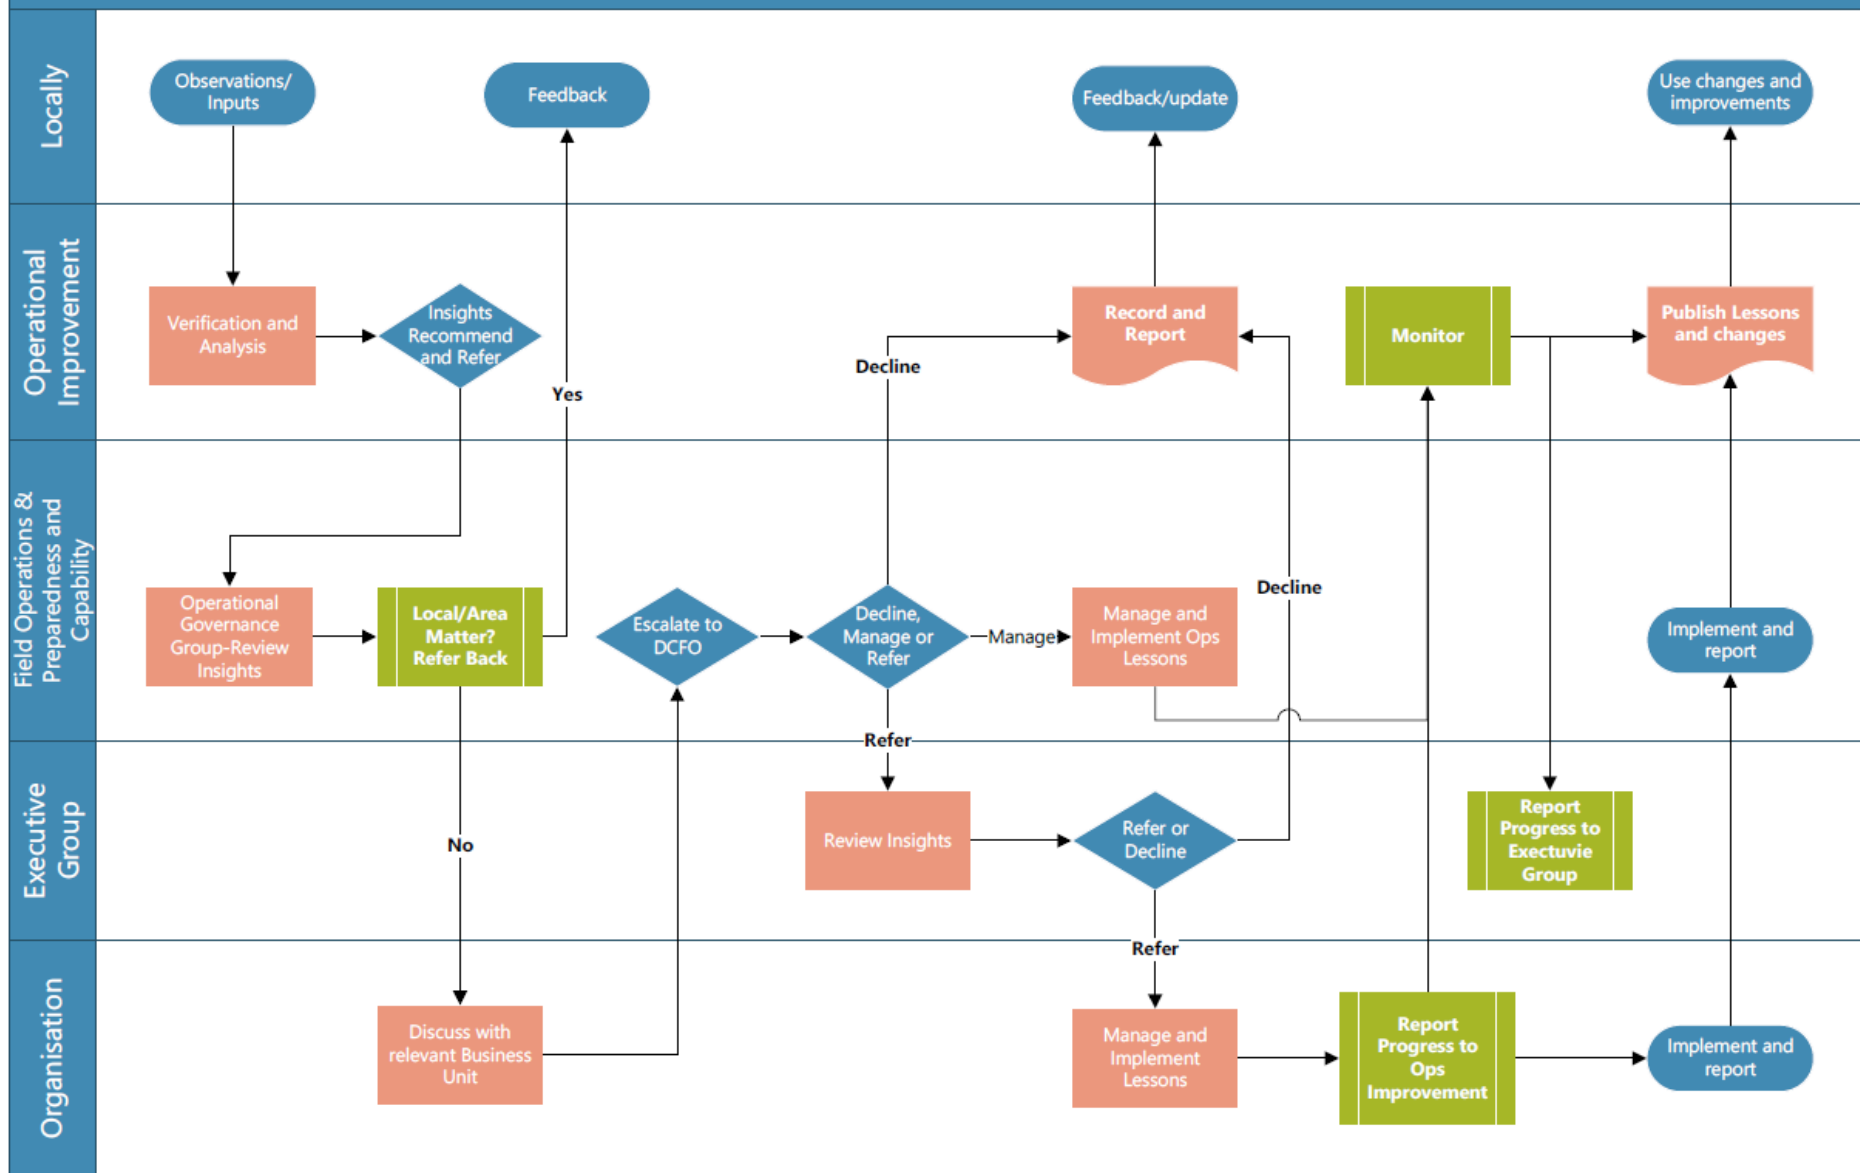 Locally
Observations/
Inputs
Feedback
Feedback/update
Use changes and
improvements
Operational
Improvement
Verification and
Analysis
Insights
Recommend
and Refer
Yes
Decline
Record and
Report
Monitor
Publish Lessons
and changes
Field Operations &
Preparedness and
Capability
Operational
Governance
Group-Review
Insights
Local/Area
Matter?
Refer Back
Escalate to
DCFO
Decline,
Manage or
Refer
Manage
Manage and
Implement Ops
Lessons
Decline
Implement and
report
Refer
Executive
Group
No
Review Insights
Refer or
Decline
Report
Progress to
Exectuvie
Group
Refer
Organisation
Discuss with
relevant Business
Unit
Manage and
Implement
Lessons
Report
Progress to
Ops
Improvement
Implement and
report